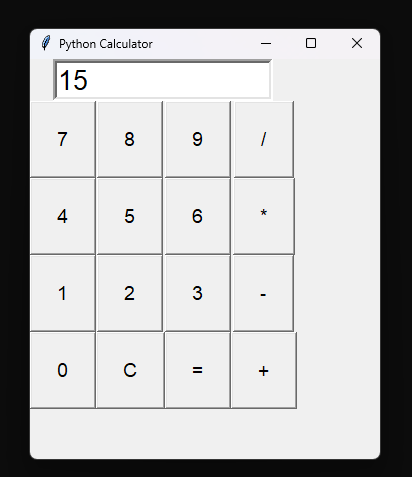 Python Calculator
15
7 8 9 /
4 5 6 *
1 2 3 -
0 C = +